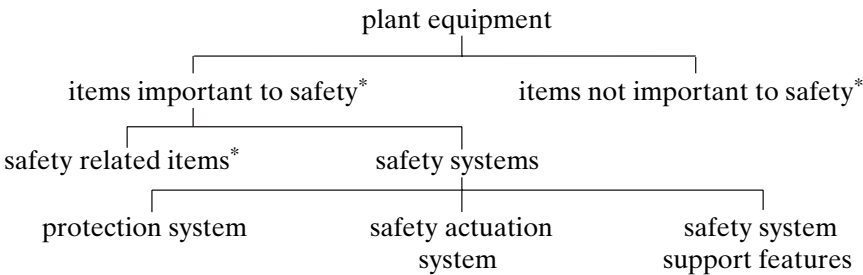 plant equipment
items important to safety* items not important to safety*
safety related items* safety systems
protection system safety actuation system safety system support features